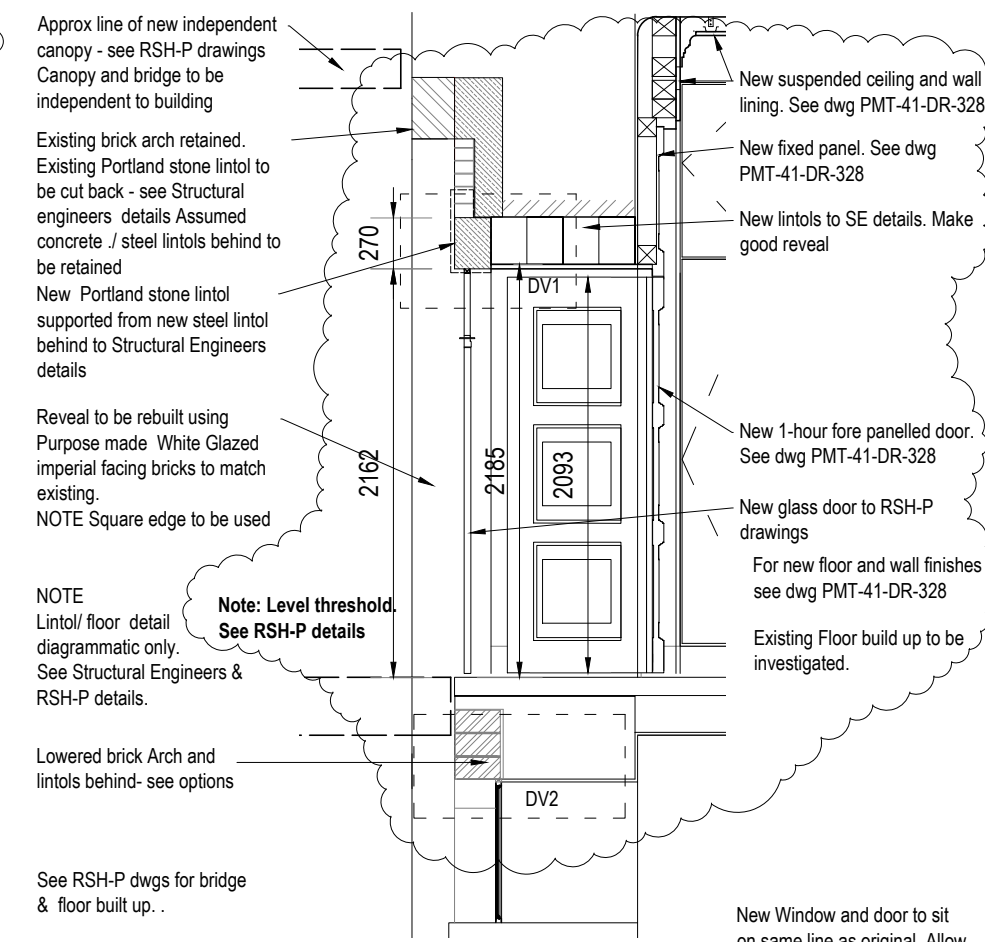 Approx line of new independent
canopy - see RSH-P drawings
Canopy and bridge to be
independent to building
Existing brick arch retained.
Existing Portland stone lintol to
be cut back - see Structural
engineers details Assumed
concrete ./ steel lintols behind to
be retained
New Portland stone lintol
supported from new steel lintol
behind to Structural Engineers
details
Reveal to be rebuilt using
Purpose made White Glazed
imperial facing bricks to match
existing.
NOTE Square edge to be used
NOTE
Lintol/ floor detail
diagrammatic only.
See Structural Engineers &
RSH-P details.
Note: Level threshold.
See RSH-P details
Lowered brick Arch and
lintols behind- see options
See RSH-P dwgs for bridge
& floor built up. .
270
2162
2185
2093
DV1
DV2
New suspended ceiling and wall
lining. See dwg PMT-41-DR-328
New fixed panel. See dwg
PMT-41-DR-328
New lintols to SE details. Make .
good reveal
New 1-hour fore panelled door.
See dwg PMT-41-DR-328
New glass door to RSH-P
drawings
For new floor and wall finishes
see dwg PMT-41-DR-328
Existing Floor build up to be
investigated.
New Window and door to sit
on same line as original. Allow